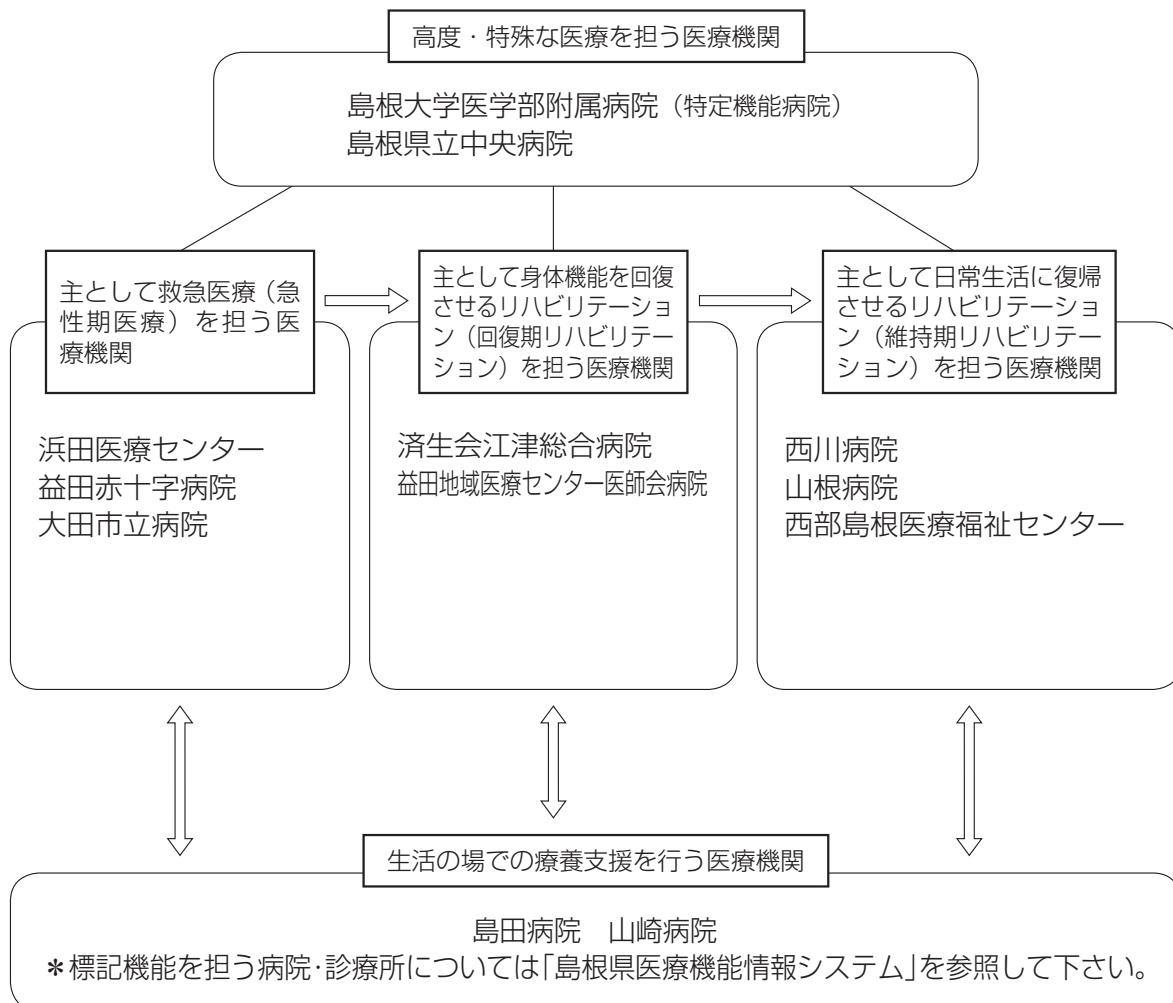 高度・特殊な医療を担う医療機関
島根大学医学部附属病院（特定機能病院）
島根県立中央病院
主として救急医療（急
性期医療）を担う医
療機関
浜田医療センター
益田赤十字病院
大田市立病院
主として身体機能を回復
させるリハビリテーショ
ン（回復期リハビリテー
ション）を担う医療機関
済生会江津総合病院
益田地域医療センター医師会病院
主として日常生活に復帰
させるリハビリテーショ
ン（維持期リハビリテー
ション）を担う医療機関
西川病院
山根病院
西部島根医療福祉センター
生活の場での療養支援を行う医療機関
島田病院　山崎病院
＊標記機能を担う病院・診療所については「島根県医療機能情報システム」を参照して下さい。